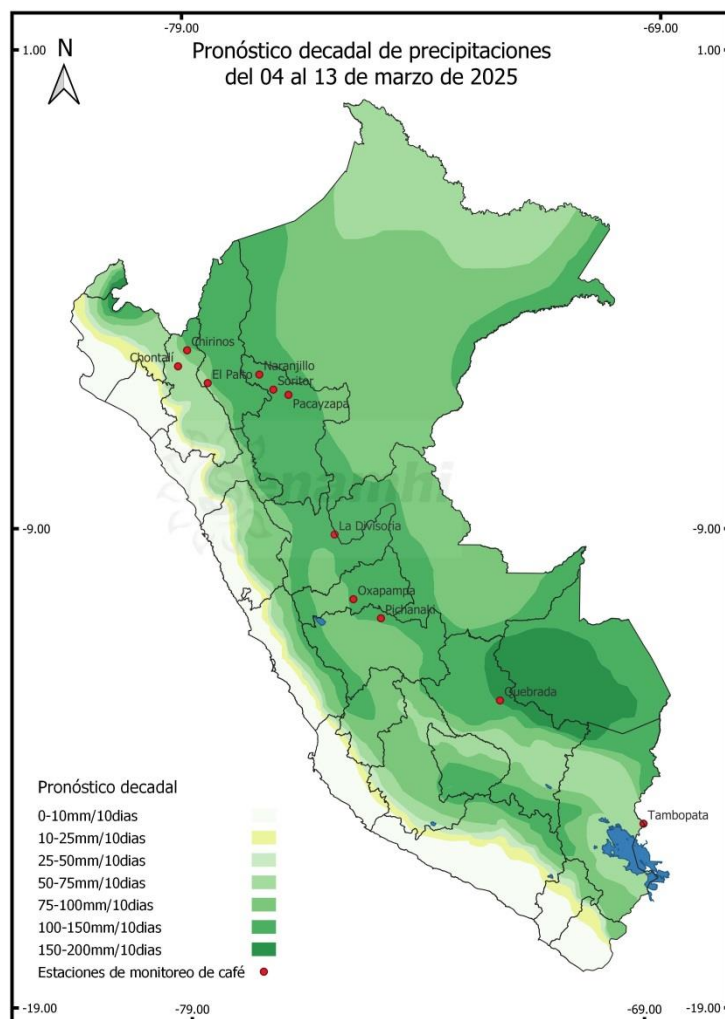 -79.00
-69.00
1.00
1.00
N
Pronóstico decadal de precipitaciones
del 04 al 13 de marzo de 2025
Chirinos
Chontalí
El Palto
Naranjillo
Soritor
Pacayzapa
Senamhi
La Divisoria
-9.00
-9.00
Oxapampa
Pichanaki
Quebrada
Tambopata
Pronóstico decadal
0-10mm/10dias
10-25mm/10dias
25-50mm/10dias
50-75mm/10dias
75-100mm/10dias
100-150mm/10dias
150-200mm/10dias
Estaciones de monitoreo de café
-19.00
-19.00
-79.00
-69.00